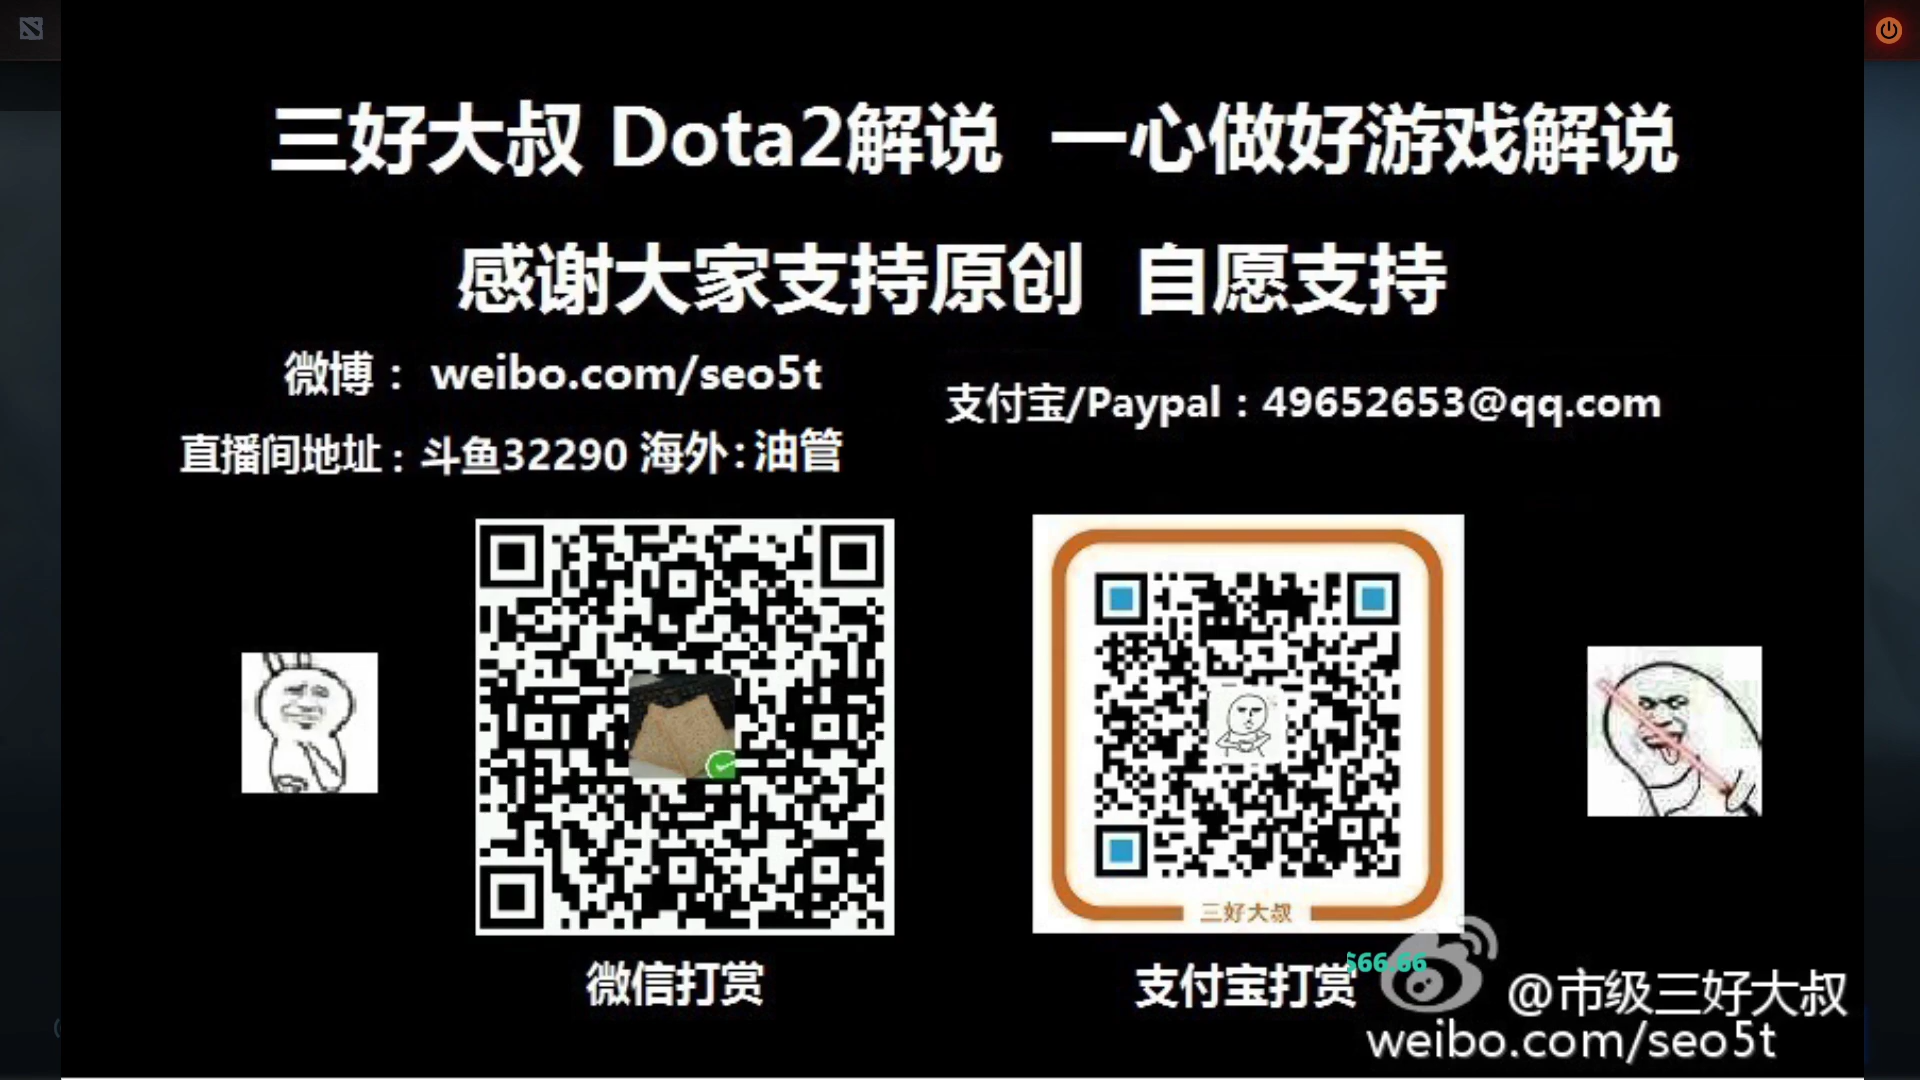 三好大叔 Dota2解说 一心做好游戏解说
感谢大家支持原创 自愿支持
微博： weibo.com/seo5t
支付宝/Paypal：49652653@qq.com
直播间地址：斗鱼32290 海外：油管
三好大叔
微信打赏
支付宝打赏
$66.66
@市级三好大叔
weibo.com/seo5t